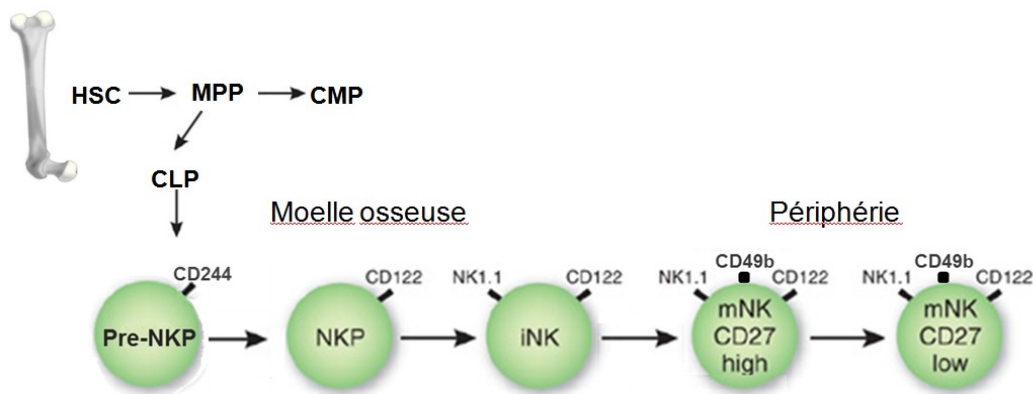 HSC MPP CMP
CLP
Moelle osseuse Périphérie
CD244
Pre-NKP
CD122
NKP
NK1.1 CD122
iNK
CD49b
NK1.1 CD122
mNK
CD27
high
CD49b
NK1.1 CD122
mNK
CD27
low